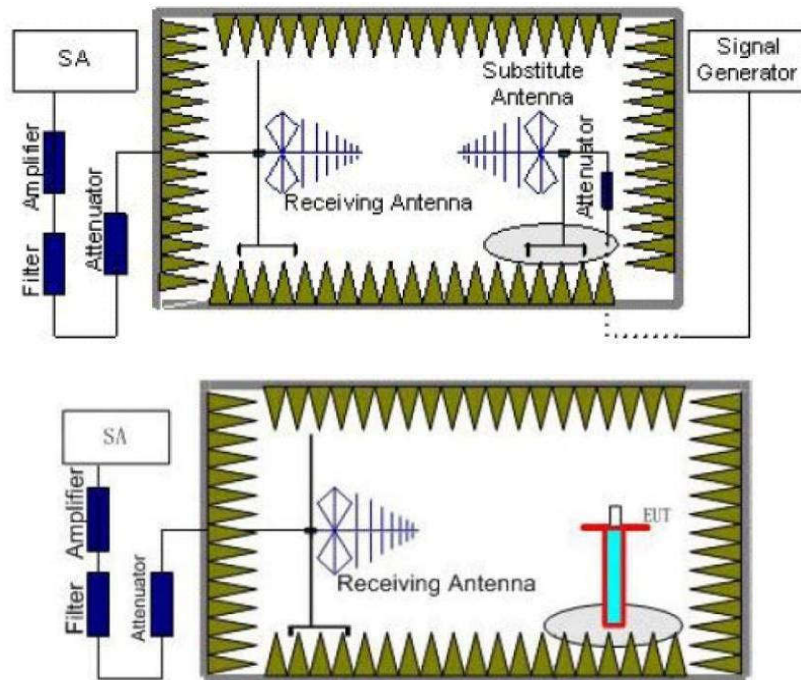 SA
Signal
Generator
Substitute
Antenna
Amplifier
Attenuator
Filter
Receiving Antenna
Attenuator
SA
Amplifier
Filter
Attenuator
Receiving Antenna
EUT